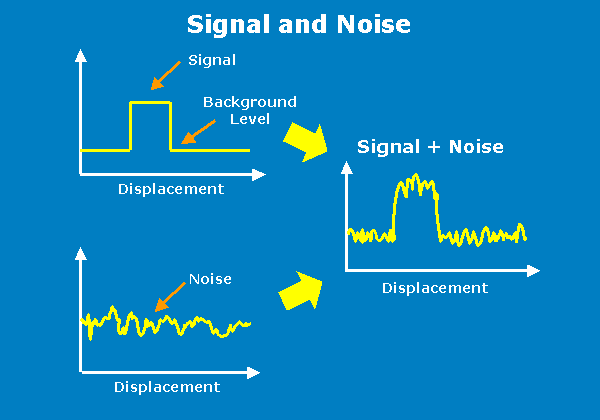 Signal and Noise
Signal
Background
Level
Displacement
Signal + Noise
Displacement
Noise
Displacement